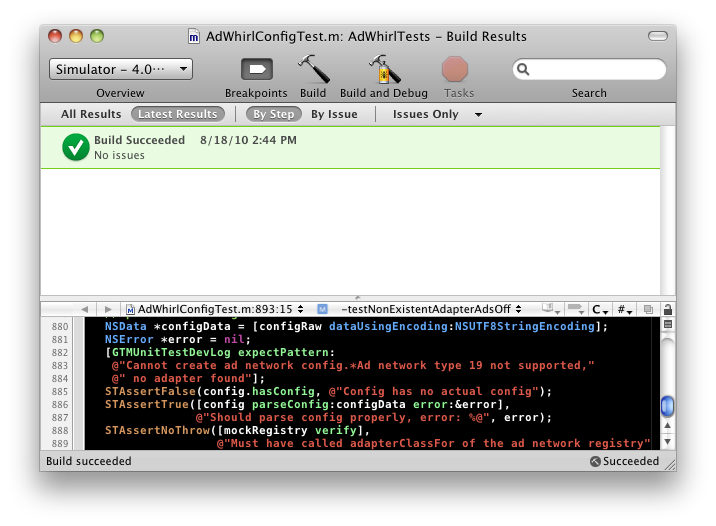 AdWhirlConfigTest.m: AdWhirlTests – Build Results
Simulator – 4.0···
Overview
Breakpoints
Build
Build and Debug
Tasks
Search
All Results
Latest Results
By Step
By Issue
Issues Only
Build Succeeded 8/18/10 2:44 PM
No issues
AdWhirlConfigTest.m:893:15
M
-testNonExistentAdapterAdsOff
C
#
880 NSData *configData = [configRaw dataUsingEncoding:NSUTF8StringEncoding];
881 NSError *error = nil;
882 [GTMUnitTestDevLog expectPattern:
883 @"Cannot create ad network config.*Ad network type 19 not supported,"
884 @" no adapter found"];
885 STAssertFalse(config.hasConfig, @"Config has no actual config");
886 STAssertTrue([config parseConfig:configData error:&error],
887 @"Should parse config properly, error: %@", error);
888 STAssertNoThrow([mockRegistry verify],
889 @"Must have called adapterClassFor of the ad network registry"
Build succeeded
Succeeded